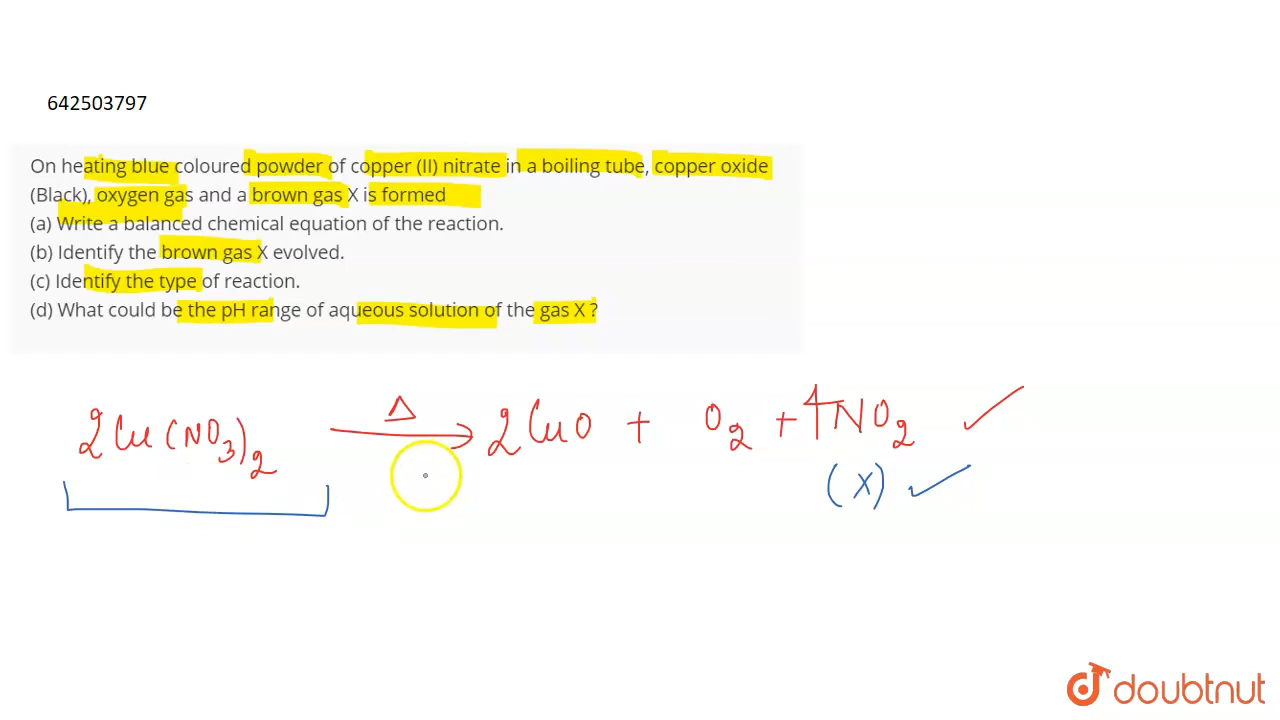 642503797
On heating blue coloured powder of copper (II) nitrate in a boiling tube, copper oxide
(Black), oxygen gas and a brown gas X is formed
(a) Write a balanced chemical equation of the reaction.
(b) Identify the brown gas X evolved.
(c) Identify the type of reaction.
(d) What could be the pH range of aqueous solution of the gas X ?
Δ
2Cu(NO3)2 → 2CuO + O2 + 4NO2 ✓
(X) ✓
doubtnut